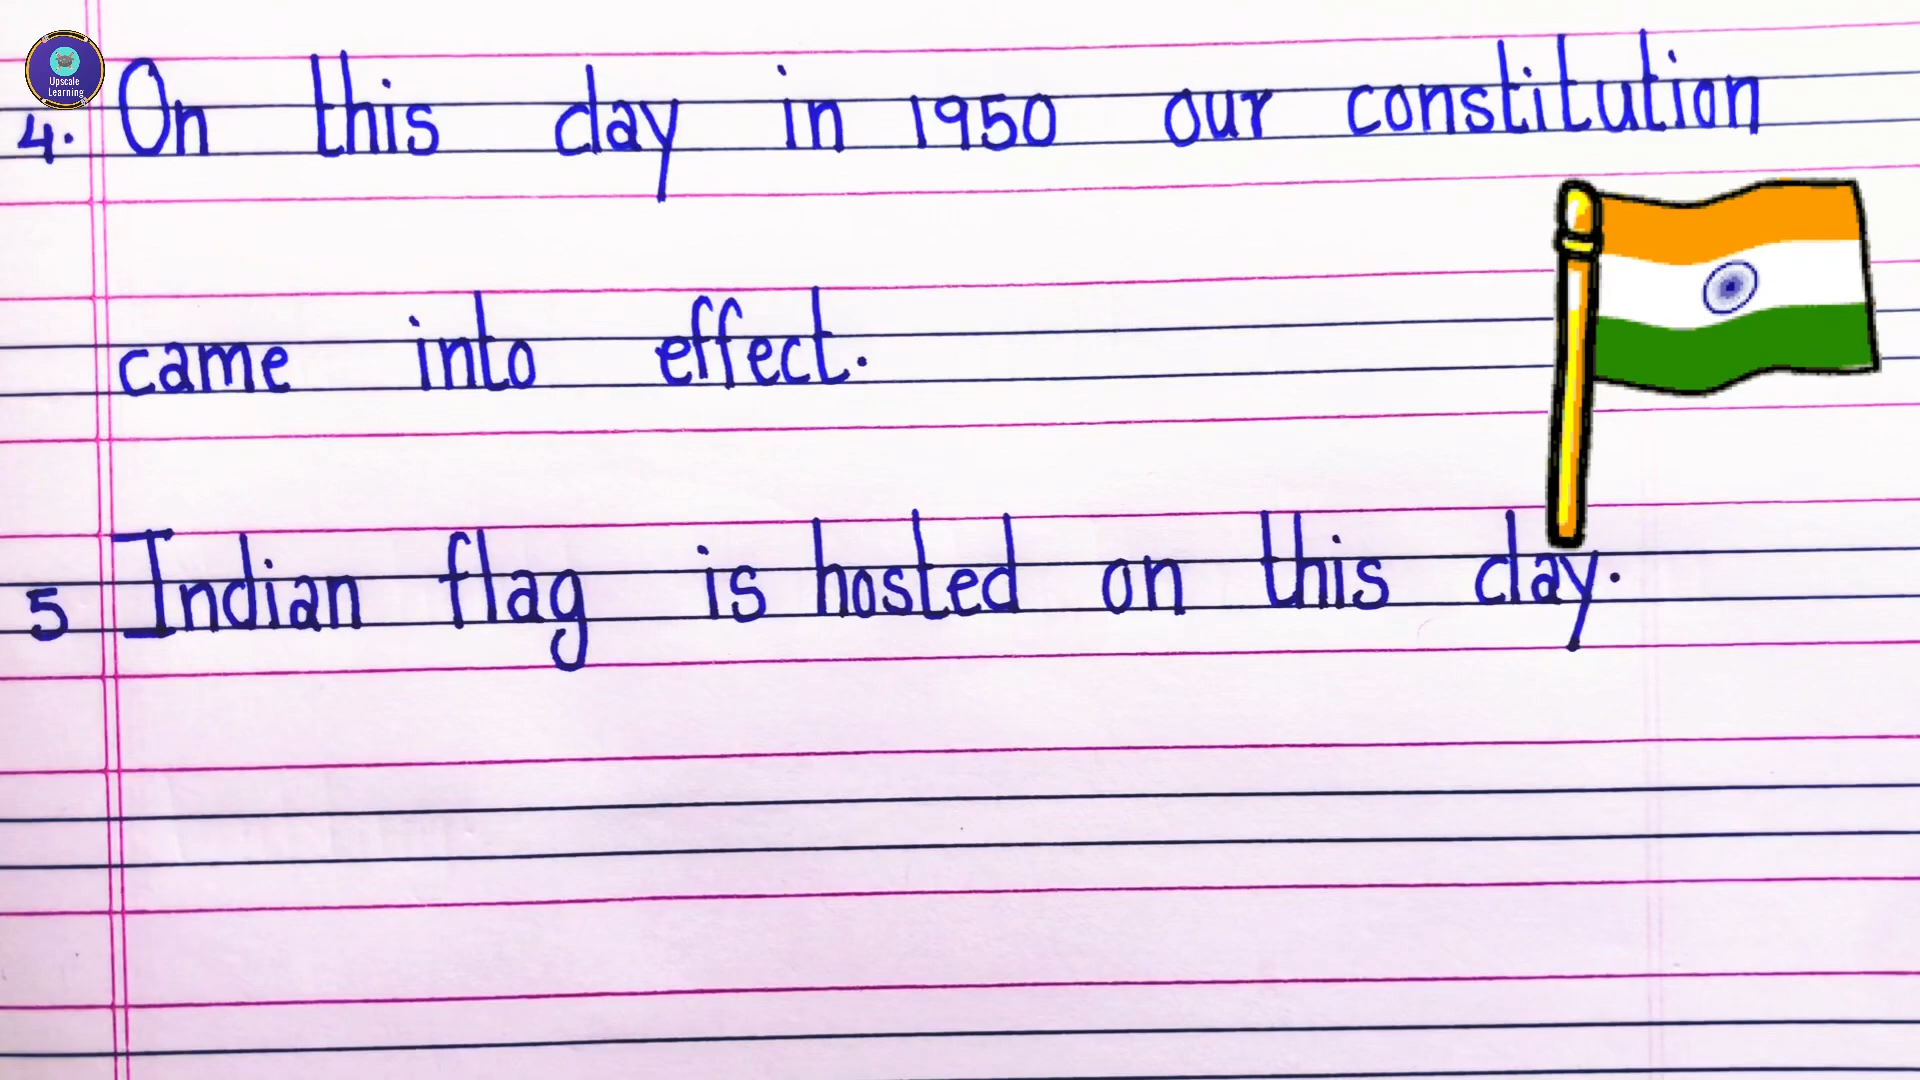 Upscale
Learning
4. On this day in 1950 our constitution
came into effect.
5 Indian flag is hosted on this day.